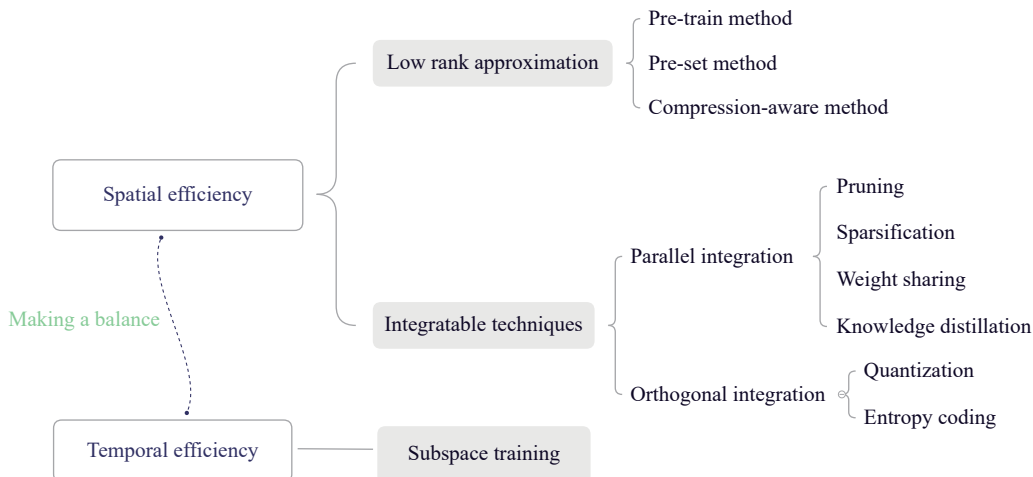 Pre-train method
Low rank approximation
Pre-set method
Compression-aware method
Spatial efficiency
Pruning
Sparsification
Parallel integration
Weight sharing
Making a balance
Integratable techniques
Knowledge distillation
Quantization
Orthogonal integration
Entropy coding
Temporal efficiency
Subspace training